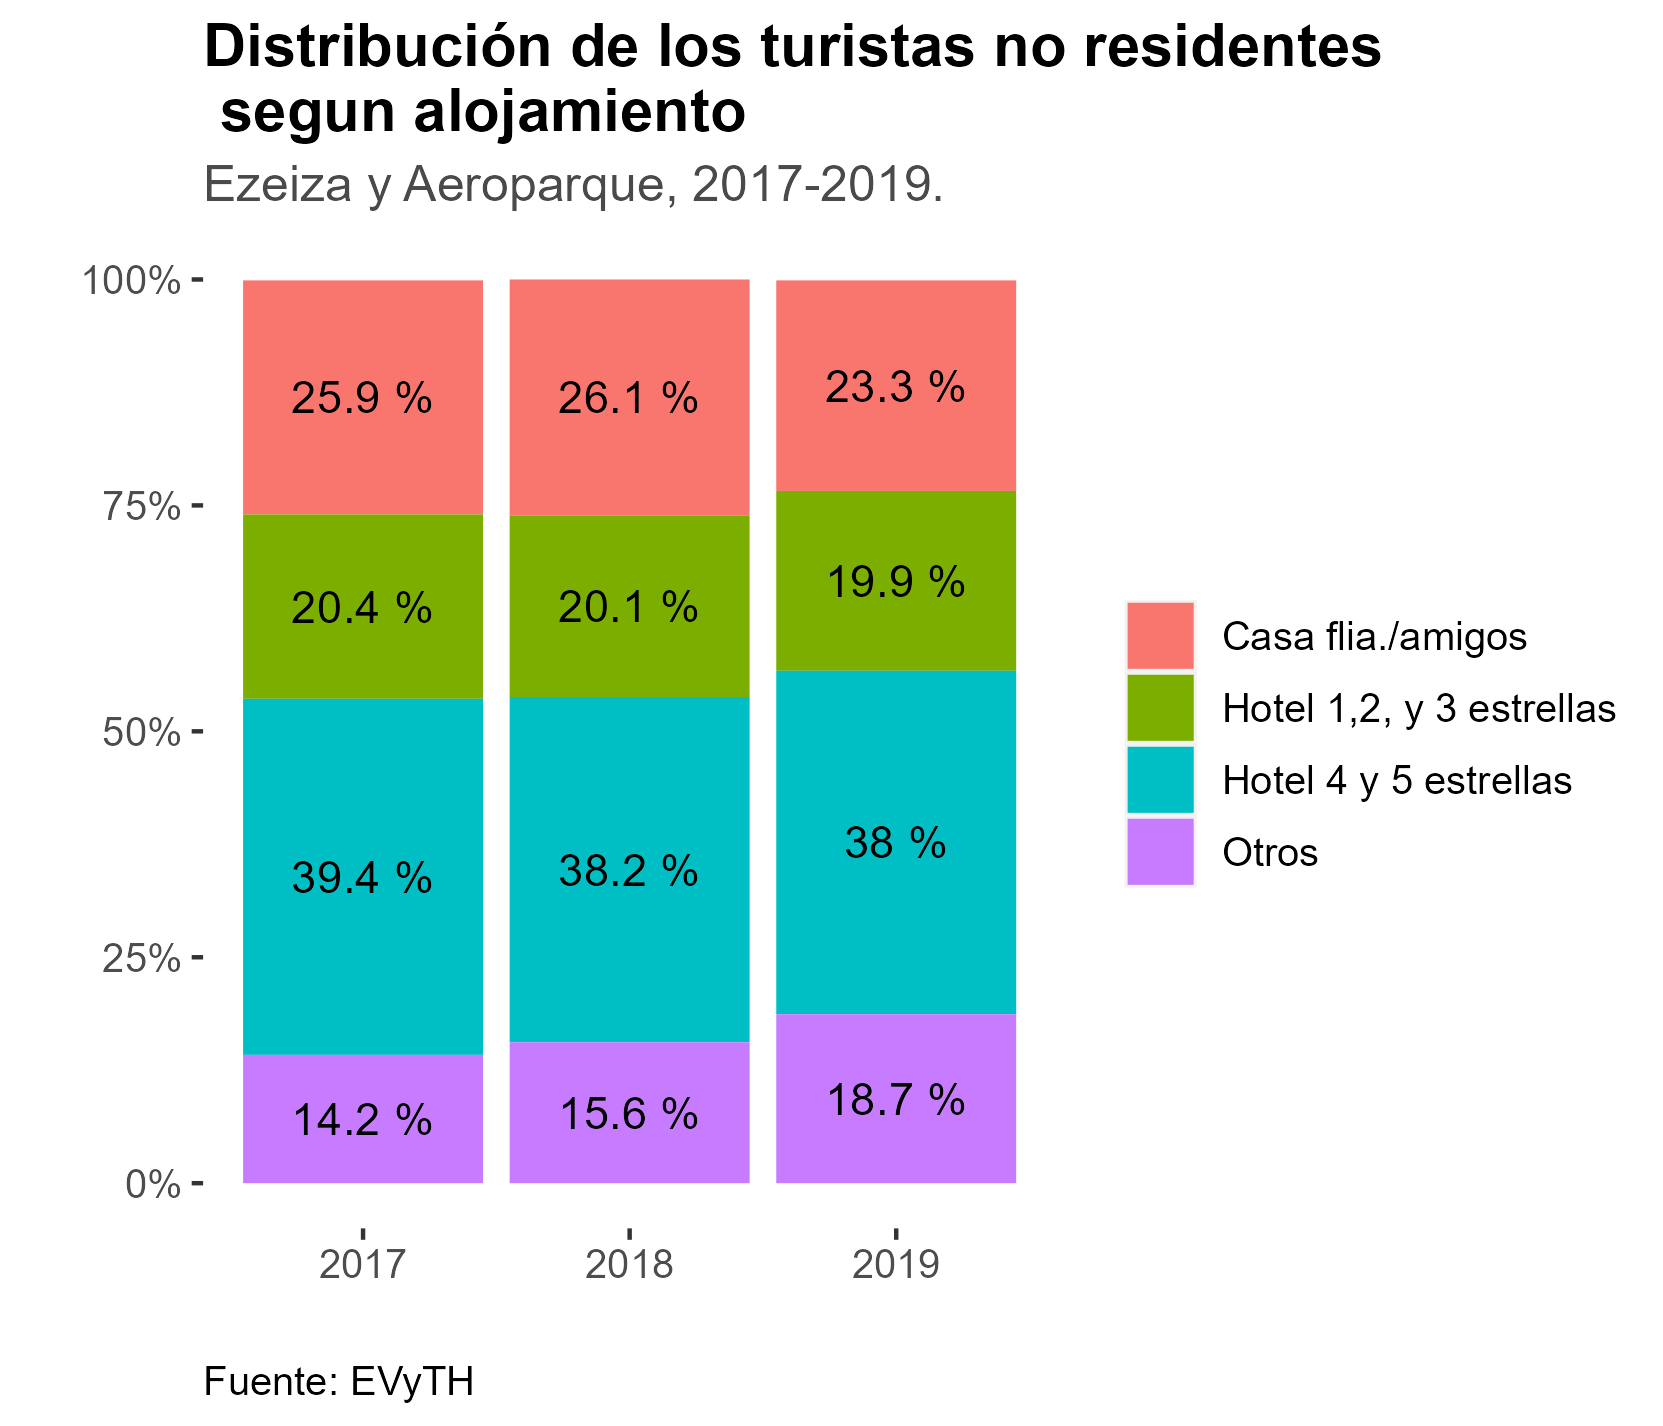 Distribución de los turistas no residentes
segun alojamiento
Ezeiza y Aeroparque, 2017-2019.
100%
75%
50%
25%
0%
25.9 %
26.1 %
23.3 %
20.4 %
20.1 %
19.9 %
39.4 %
38.2 %
38 %
14.2 %
15.6 %
18.7 %
2017
2018
2019
Casa flia./amigos
Hotel 1,2, y 3 estrellas
Hotel 4 y 5 estrellas
Otros
Fuente: EVyTH